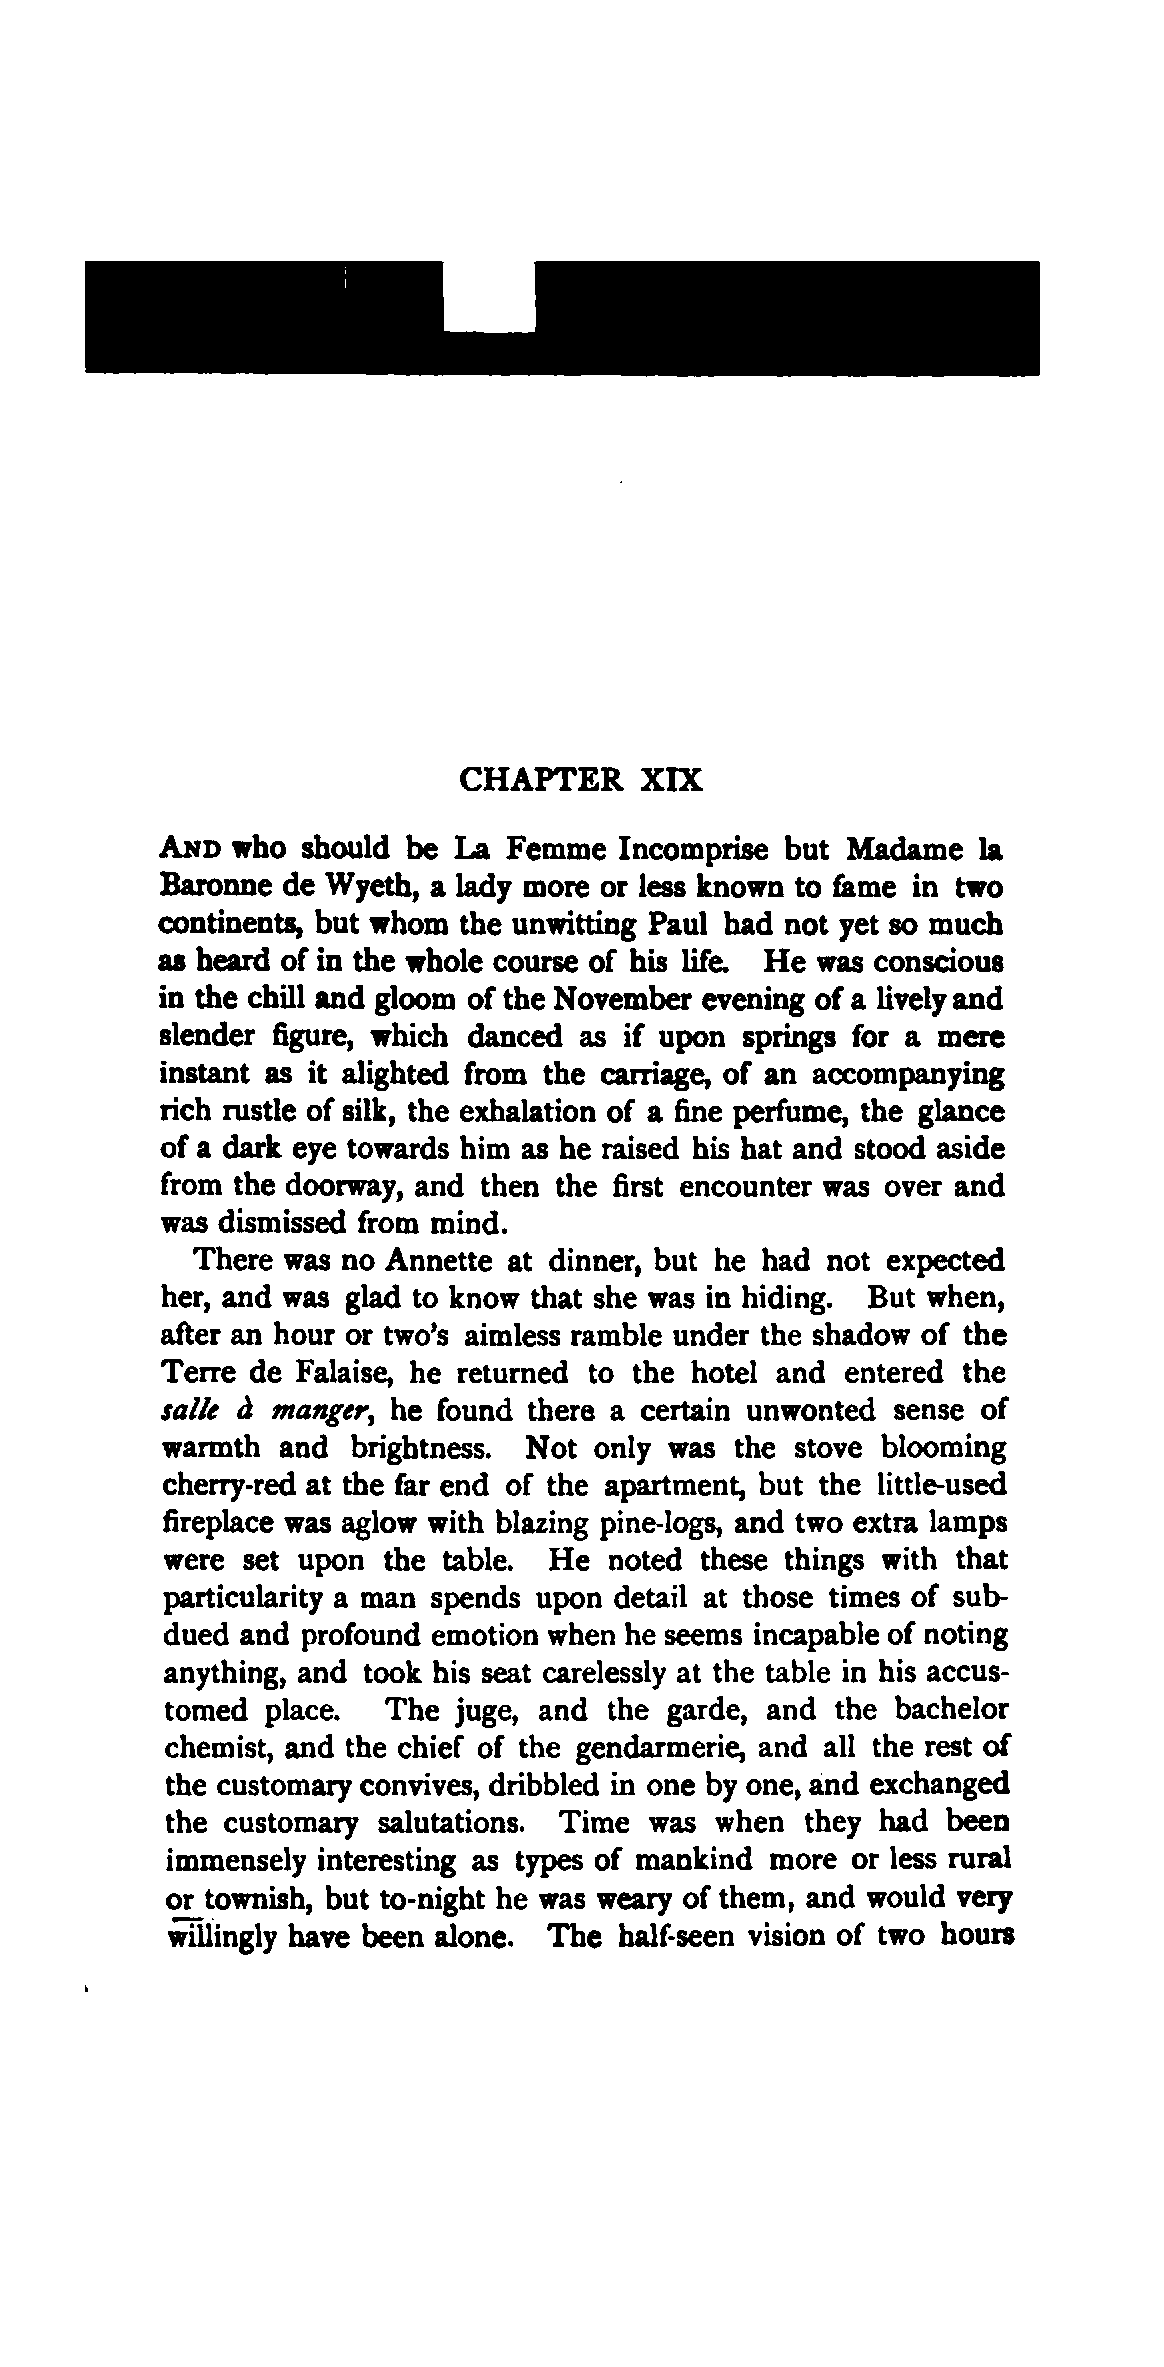 CHAPTER XIX
AND who should be La Femme Incomprise but Madame la
Baronne de Wyeth, a lady more or less known to fame in two
continents, but whom the unwitting Paul had not yet so much
as heard of in the whole course of his life. He was conscious
in the chill and gloom of the November evening of a lively and
slender figure, which danced as if upon springs for a mere
instant as it alighted from the carriage, of an accompanying
rich rustle of silk, the exhalation of a fine perfume, the glance
of a dark eye towards him as he raised his hat and stood aside
from the doorway, and then the first encounter was over and
was dismissed from mind.
There was no Annette at dinner, but he had not expected
her, and was glad to know that she was in hiding. But when,
after an hour or two's aimless ramble under the shadow of the
Terre de Falaise, he returned to the hotel and entered the
salle à manger, he found there a certain unwonted sense of
warmth and brightness. Not only was the stove blooming
cherry-red at the far end of the apartment, but the little-used
fireplace was aglow with blazing pine-logs, and two extra lamps
were set upon the table. He noted these things with that
particularity a man spends upon detail at those times of sub-
dued and profound emotion when he seems incapable of noting
anything, and took his seat carelessly at the table in his accus-
tomed place. The juge, and the garde, and the bachelor
chemist, and the chief of the gendarmerie, and all the rest of
the customary convives, dribbled in one by one, and exchanged
the customary salutations. Time was when they had been
immensely interesting as types of mankind more or less rural
or townish, but to-night he was weary of them, and would very
willingly have been alone. The half-seen vision of two hours